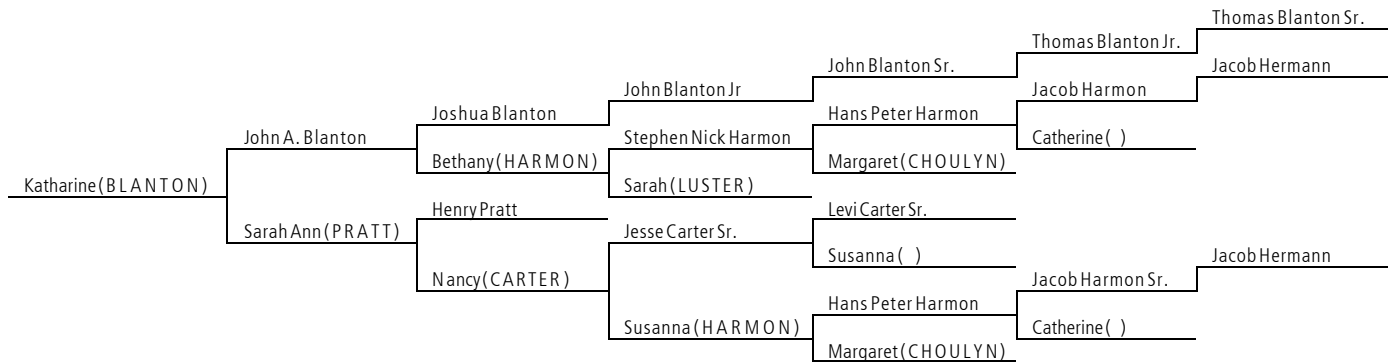 Thomas Blanton Sr.
Thomas Blanton Jr.
John Blanton Sr.
Jacob Hermann
John Blanton Jr
Jacob Harmon
Joshua Blanton
Hans Peter Harmon
John A. Blanton
Stephen Nick Harmon
Catherine ( )
Bethany (HARMON)
Margaret (CHOULYN)
Katharine (BLANTON)
Sarah (LUSTER)
Henry Pratt
Levi Carter Sr.
Sarah Ann (PRATT)
Jesse Carter Sr.
Susanna ( )
Jacob Hermann
Nancy (CARTER)
Jacob Harmon Sr.
Hans Peter Harmon
Susanna (HARMON)
Catherine ( )
Margaret (CHOULYN)